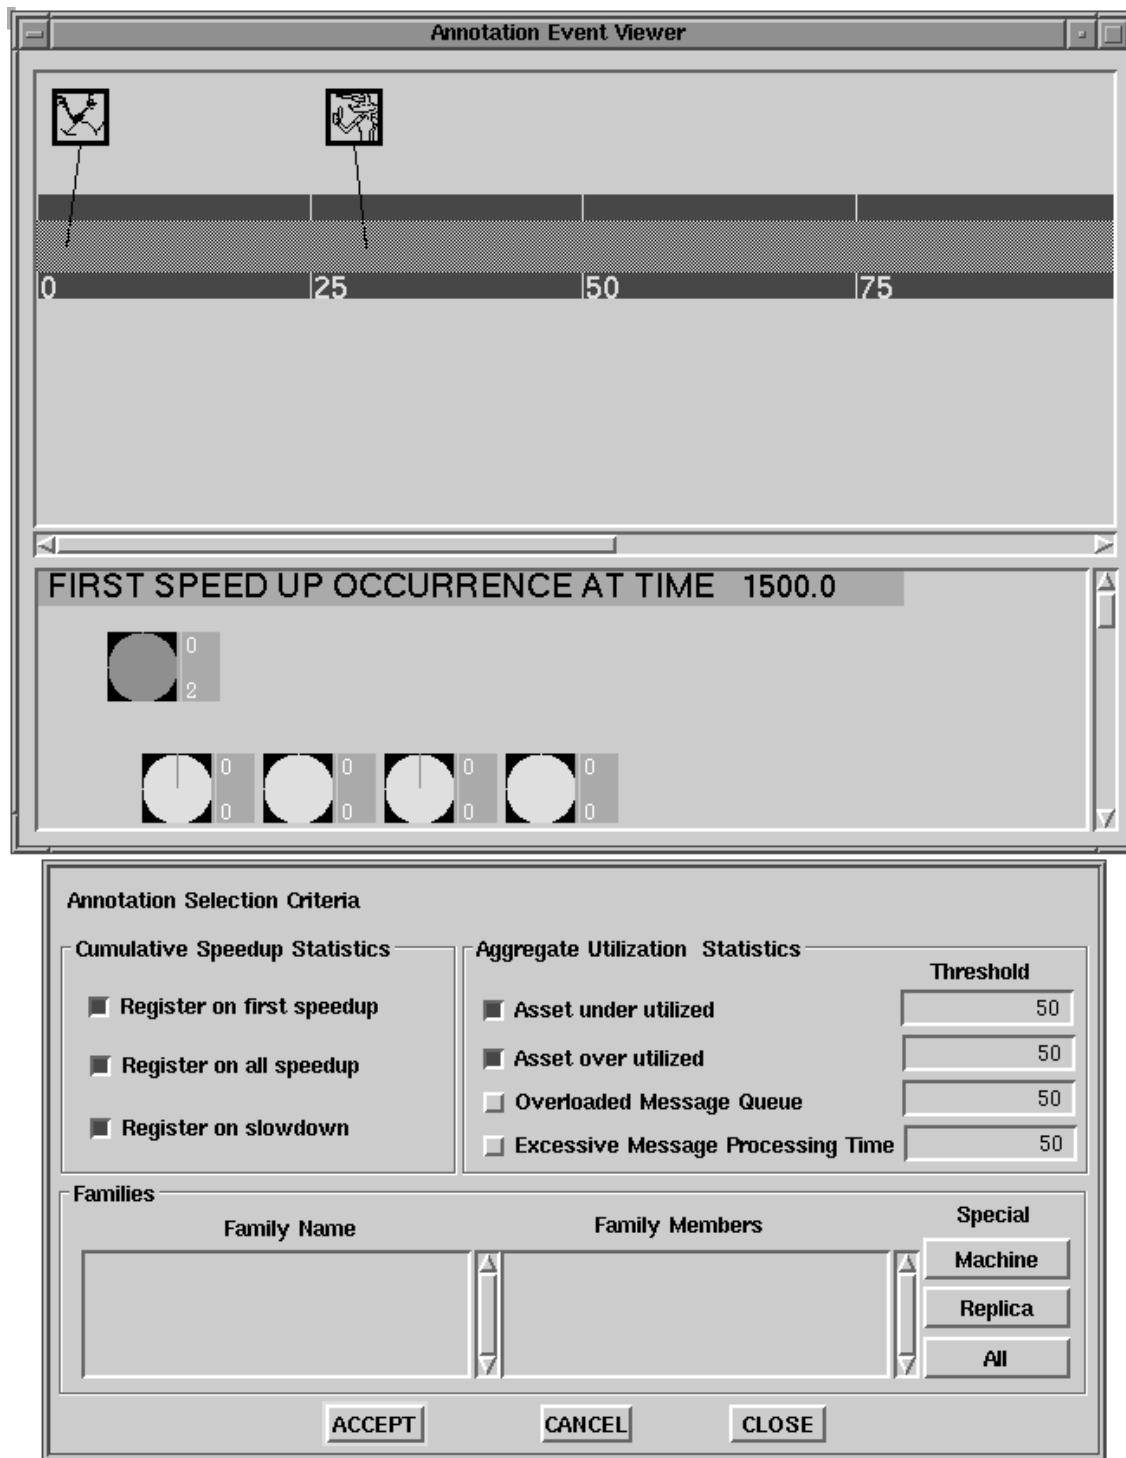 Annotation Event Viewer
0 25 50 75
FIRST SPEED UP OCCURRENCE AT TIME 1500.0
0
2
0 0 0 0
0 0 0 0
Annotation Selection Criteria
Cumulative Speedup Statistics
Register on first speedup
Register on all speedup
Register on slowdown
Aggregate Utilization Statistics
Threshold
Asset under utilized 50
Asset over utilized 50
Overloaded Message Queue 50
Excessive Message Processing Time 50
Families
Family Name
Family Members
Special
Machine
Replica
All
ACCEPT CANCEL CLOSE